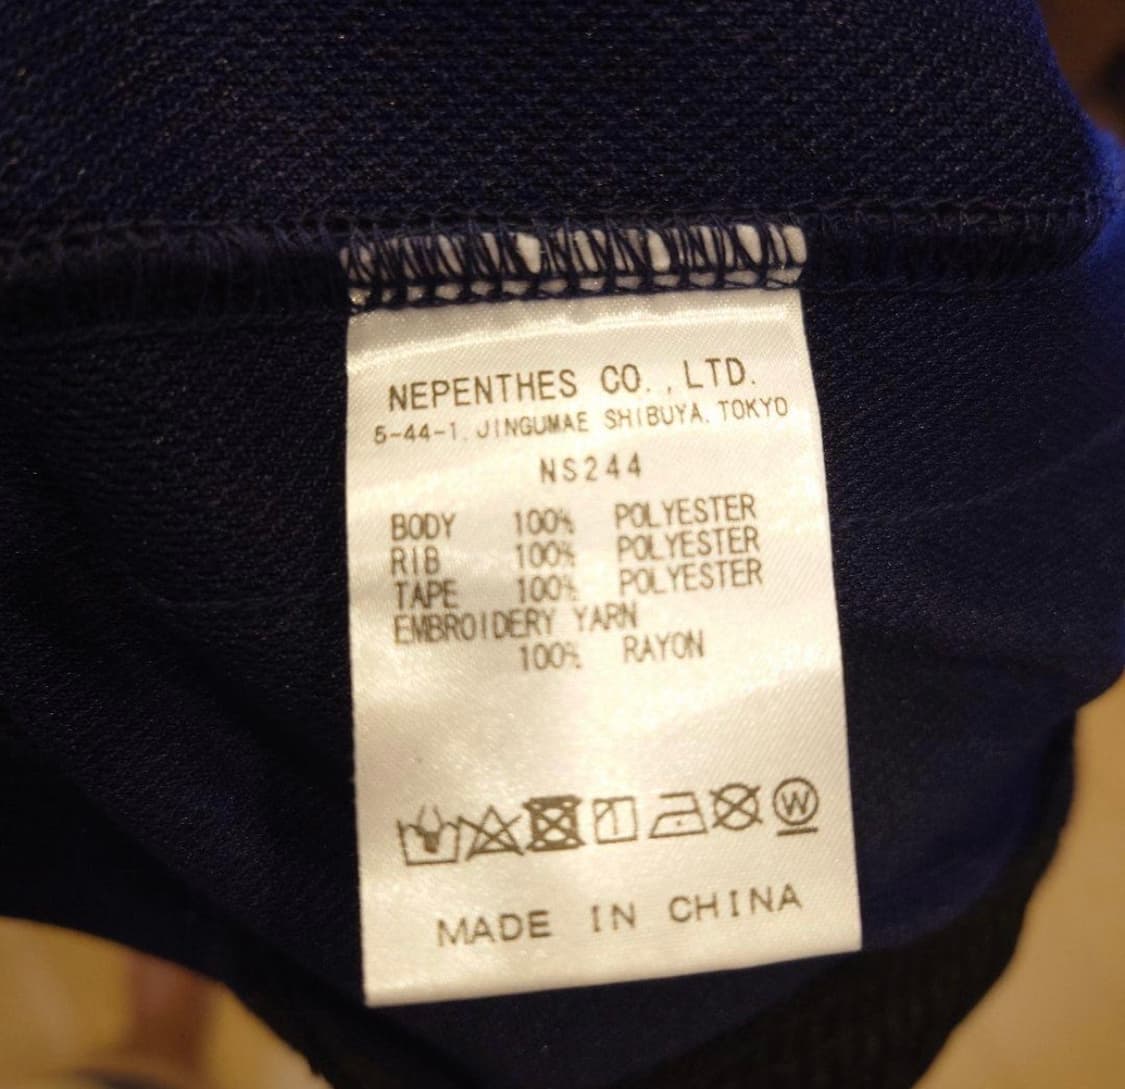 NEPENTHES CO.,LTD.
5-44-1, JINGUMAE SHIBUYA, TOKYO
NS244
BODY 100% POLYESTER
RIB 100% POLYESTER
TAPE 100% POLYESTER
EMBROIDERY YARN
100% RAYON
W
MADE IN CHINA